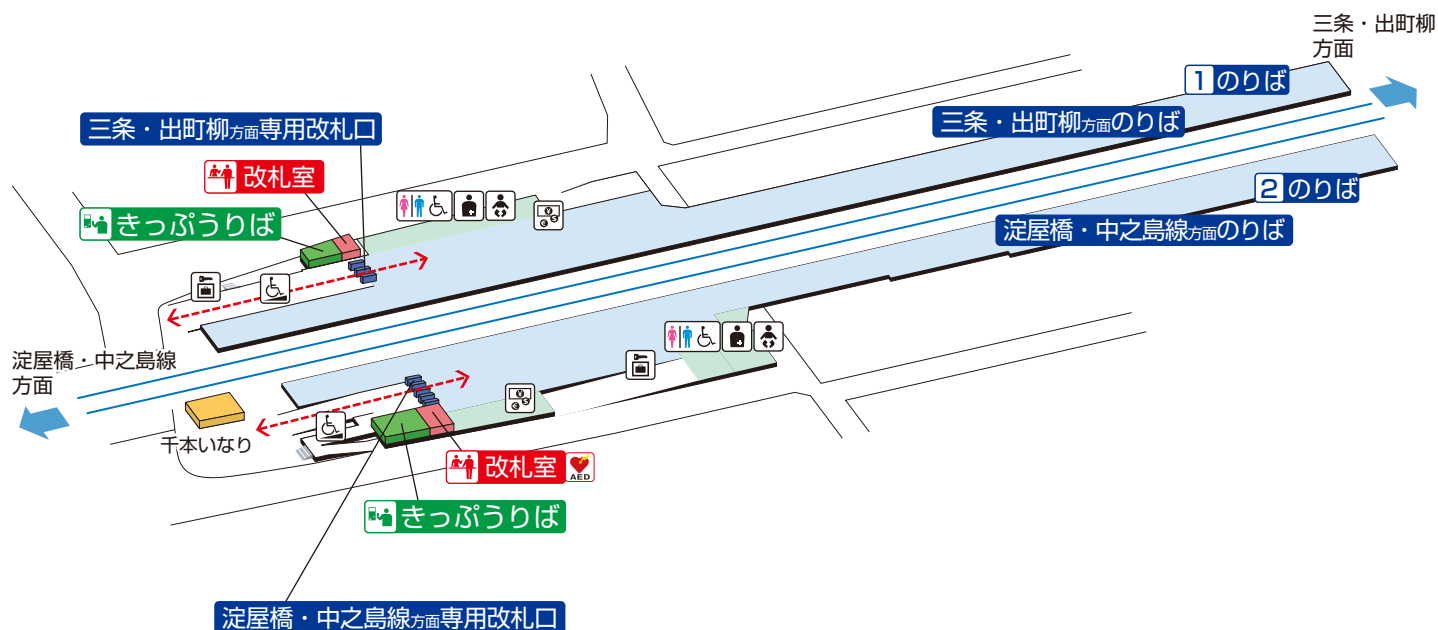 三条・出町柳
方面
1 のりば
三条・出町柳方面のりば
三条・出町柳方面専用改札口
改札室
きっぷうりば
2 のりば
淀屋橋・中之島線方面のりば
淀屋橋・中之島線
方面
千本いなり
改札室
AED
きっぷうりば
淀屋橋・中之島線方面専用改札口